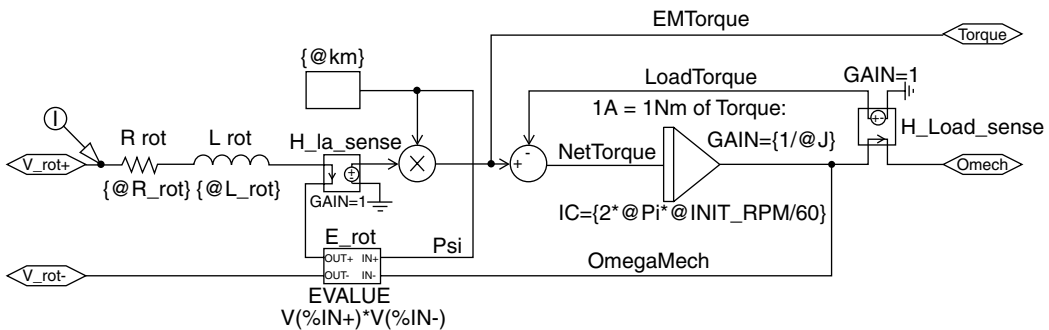 EMTorque
Torque
{@km}
LoadTorque
GAIN=1
1A = 1Nm of Torque:
I
R rot
L rot
H_Ia_sense
+
-
NetTorque
GAIN={1/@J}
H_Load_sense
V_rot+
Omech
{@R_rot}
{@L_rot}
GAIN=1
IC={2*@Pi*@INIT_RPM/60}
E_rot
Psi
OUT+ IN+
OmegaMech
V_rot-
OUT- IN-
EVALUE
V(%IN+)*V(%IN-)